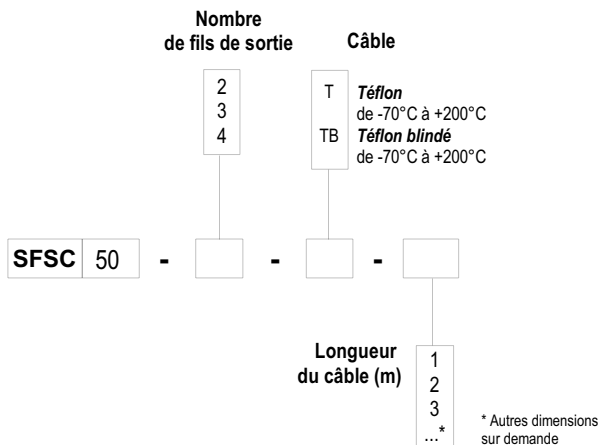 Nombre
de fils de sortie
Câble
2
3
4
T Téflon
de -70°C à +200°C
TB Téflon blindé
de -70°C à +200°C
SFSC 50 - - -
Longueur
du câble (m)
1
2
3
...*
* Autres dimensions
sur demande